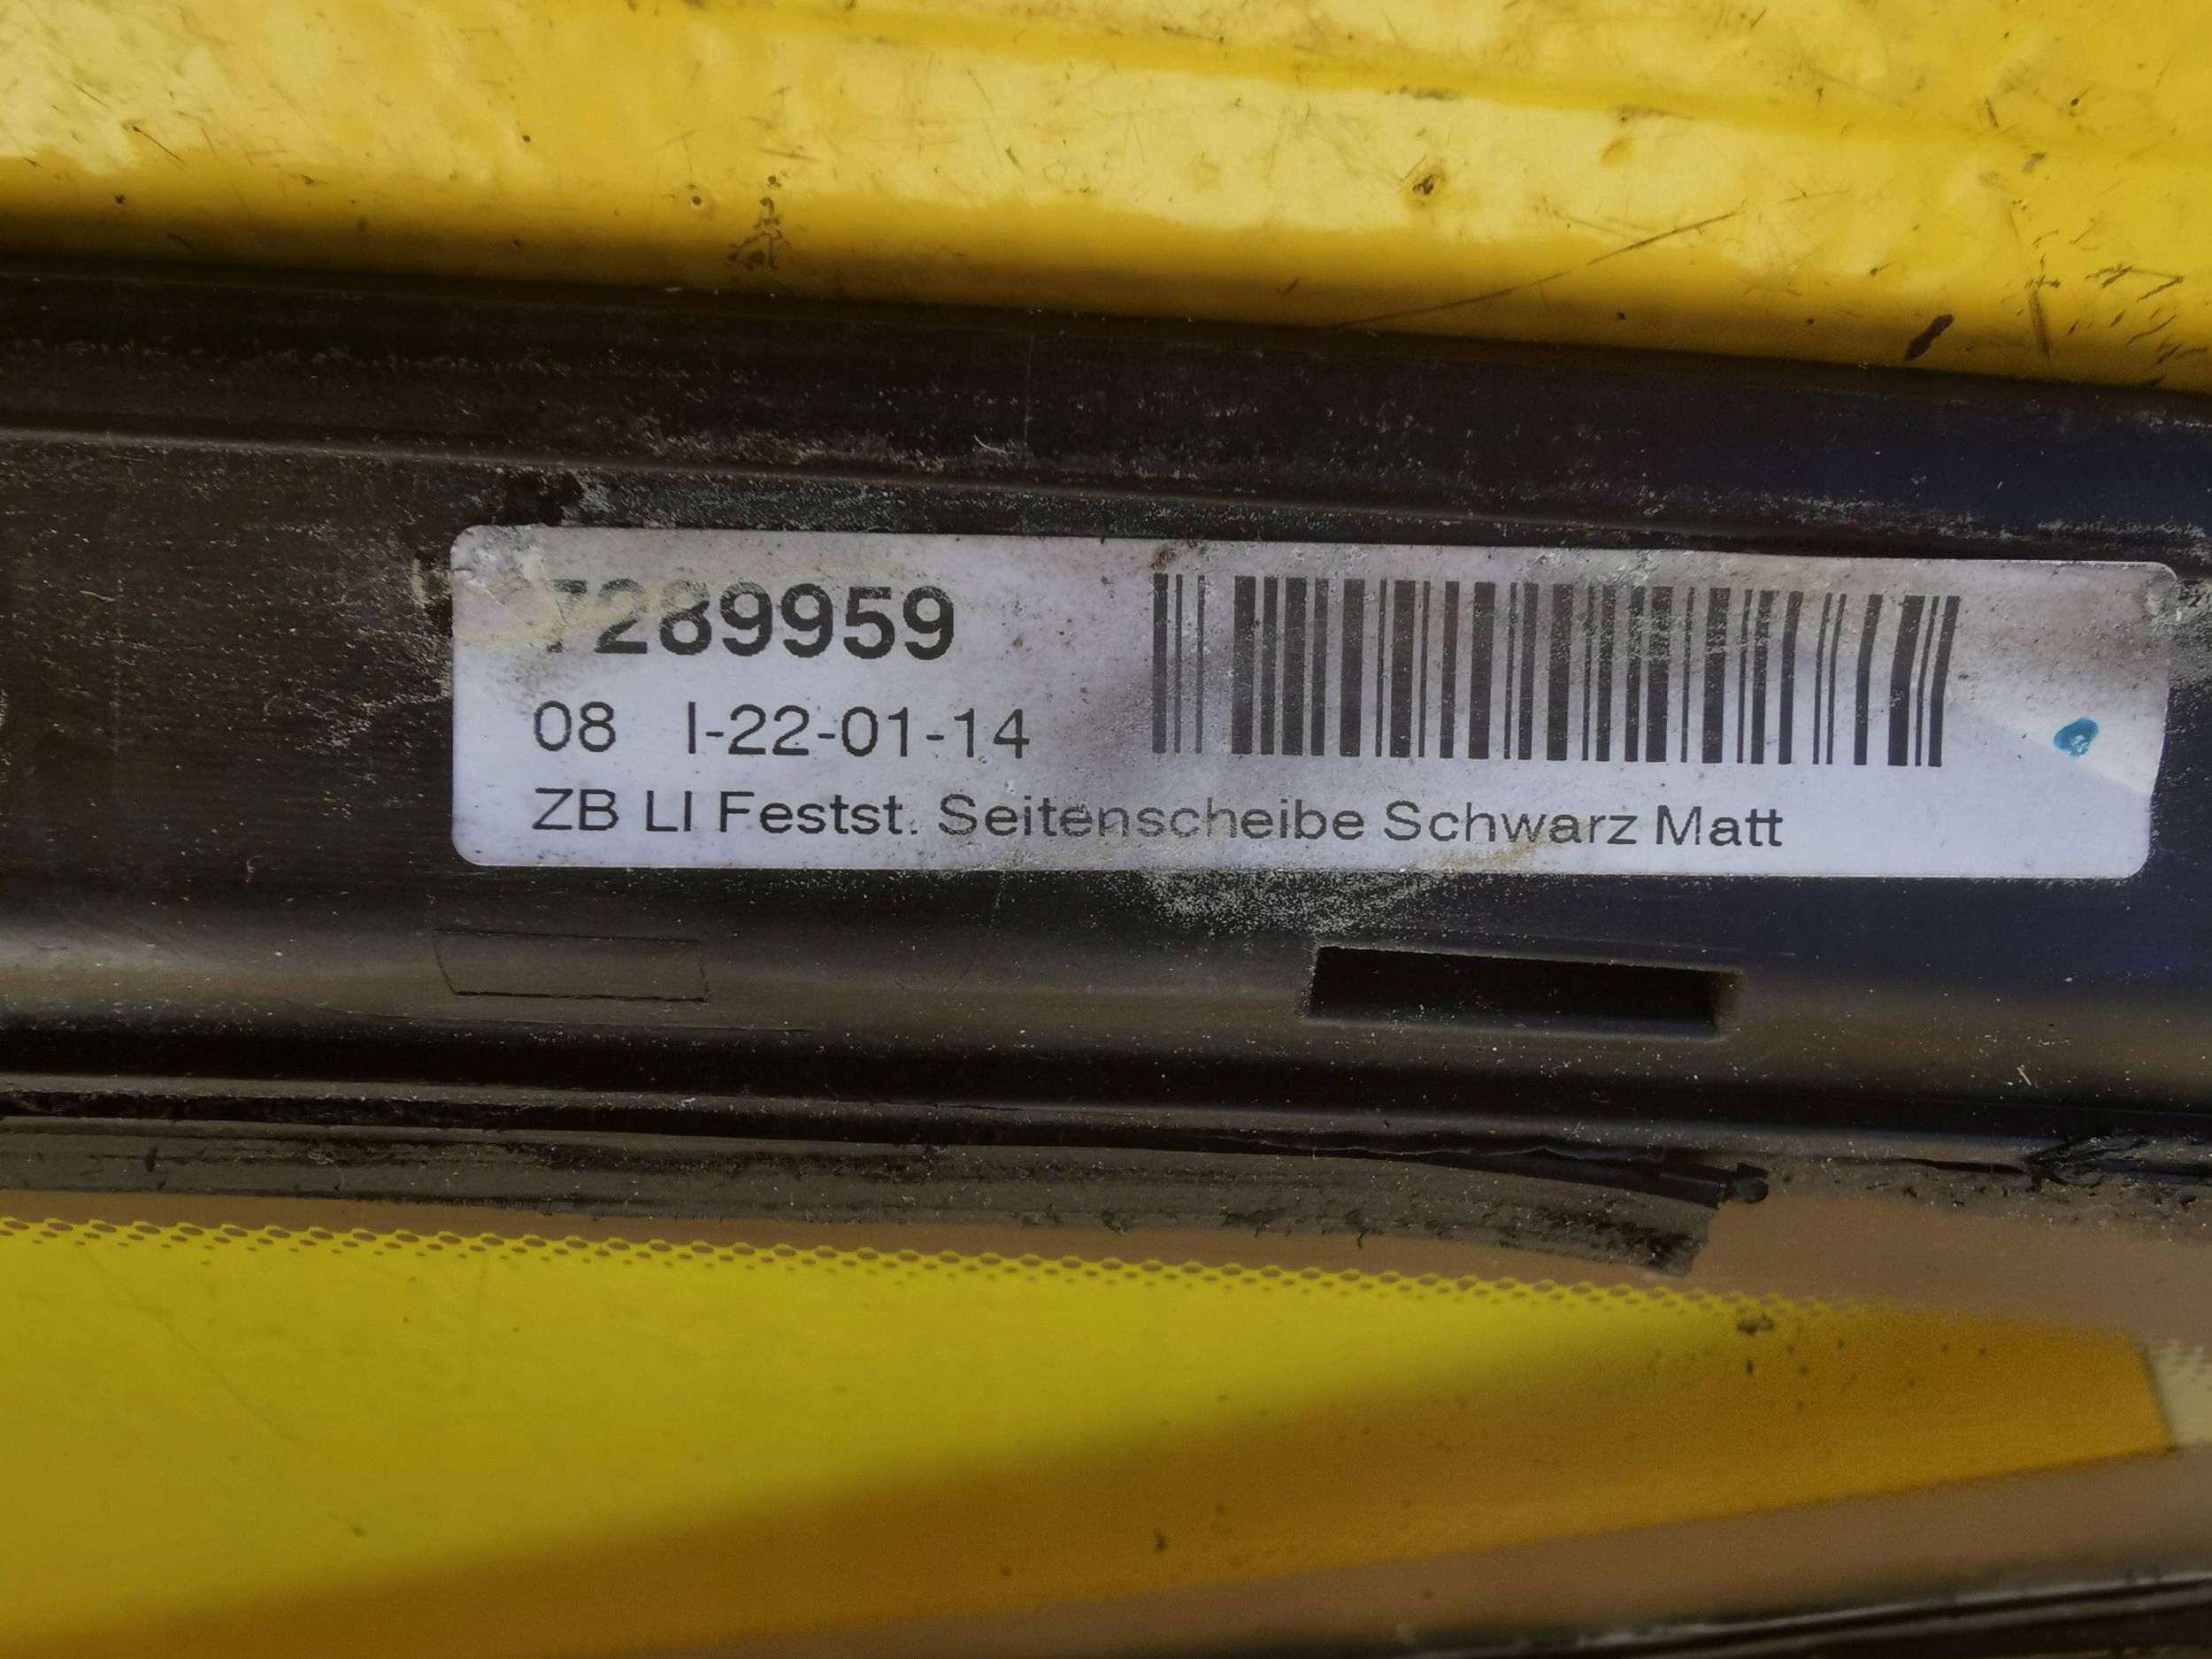 7289959
08 I-22-01-14
ZB LI Festst. Seitenscheibe Schwarz Matt